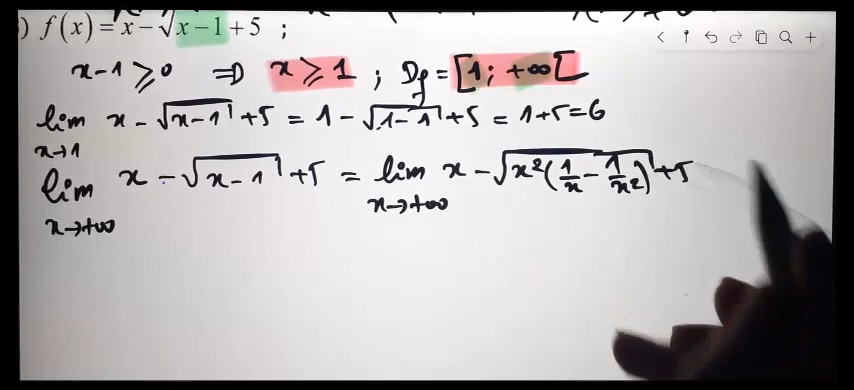 ) f(x) = x − √(x−1) + 5 ;
x−1 ⩾ 0 ⇒ x ⩾ 1 ; Df = [1; +∞[
lim x→1 x − √(x−1) + 5 = 1 − √(1−1) + 5 = 1+5 = 6
lim x→+∞ x − √(x−1) + 5 = lim x→+∞ x − √(x²(1/x − 1/x²)) + 5